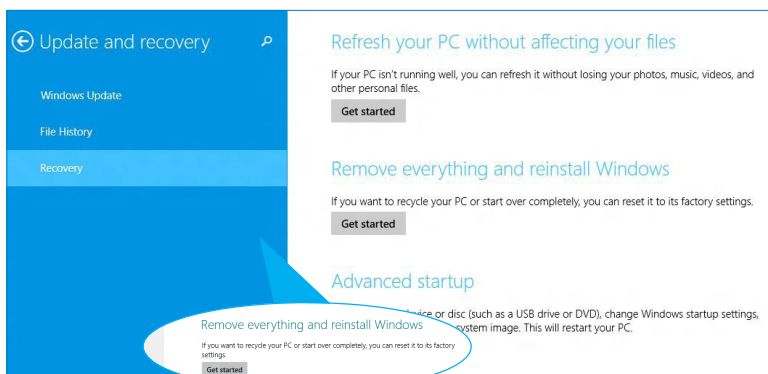 Update and recovery
Windows Update
File History
Recovery
Refresh your PC without affecting your files
If your PC isn't running well, you can refresh it without losing your photos, music, videos, and
other personal files.
Get started
Remove everything and reinstall Windows
If you want to recycle your PC or start over completely, you can reset it to its factory settings.
Get started
Advanced startup
or disc (such as a USB drive or DVD), change Windows startup settings,
system image. This will restart your PC.
Remove everything and reinstall Windows
If you want to recycle your PC or start over completely, you can reset it to its factory
settings.
Get started